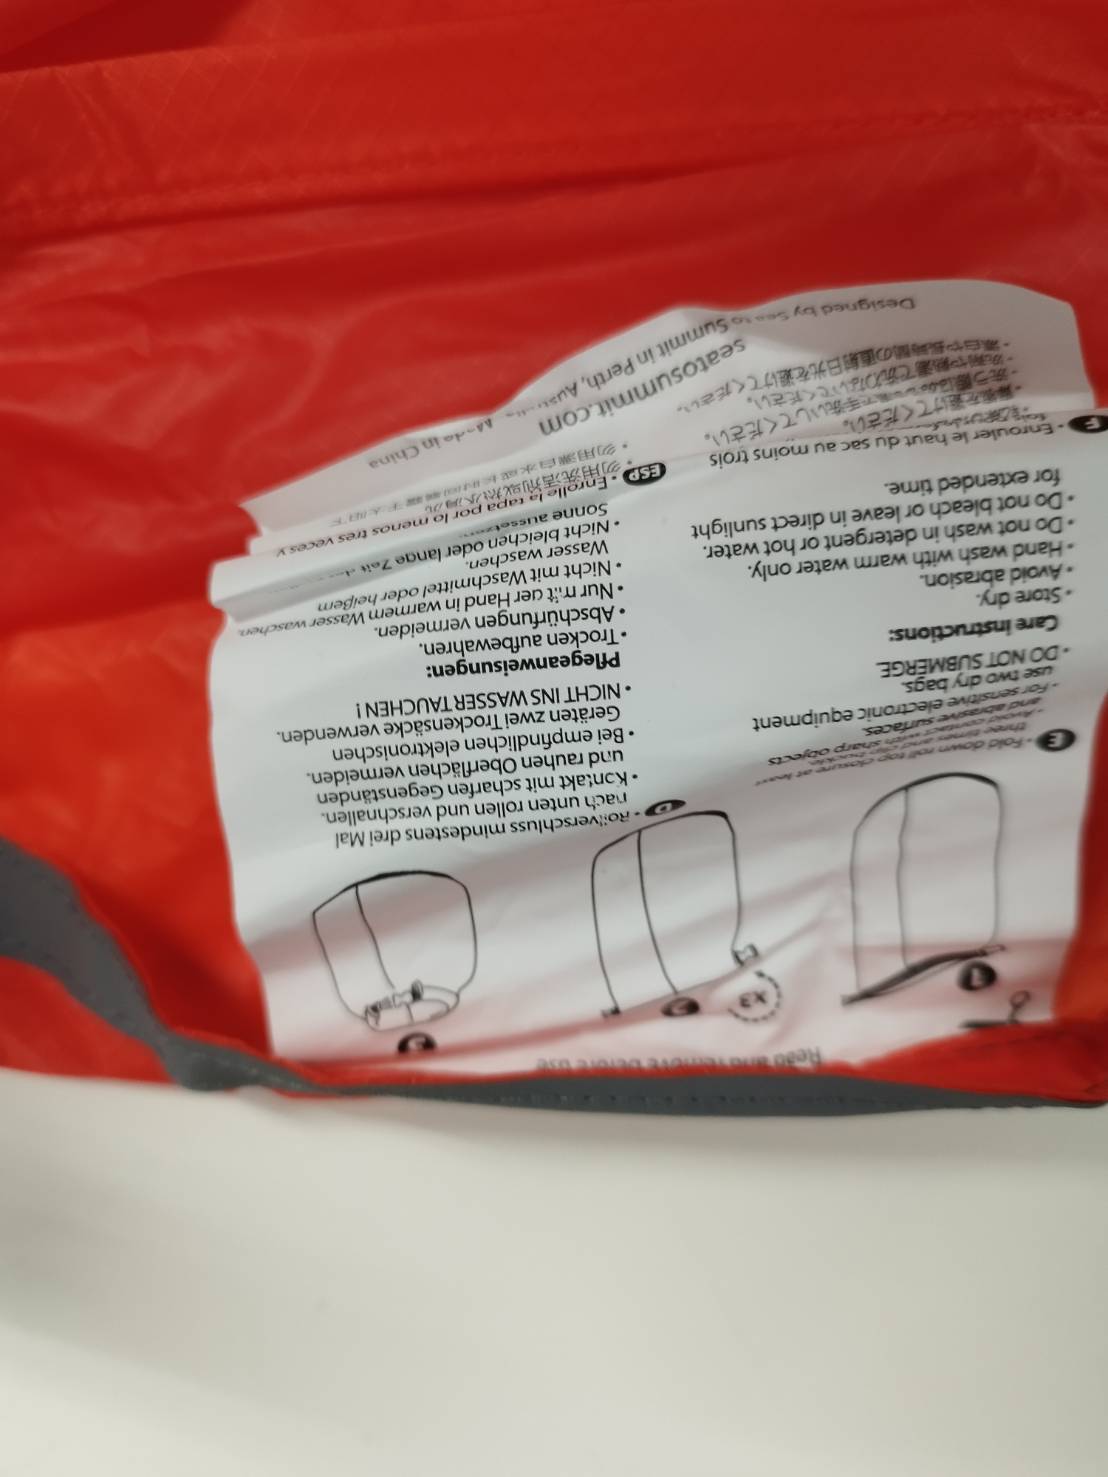 Read and remove before use
1
2
X3
3
E
• Fold down roll top closure at least
three times and clip buckle.
• Avoid contact with sharp objects
and abrasive surfaces.
• For sensitive electronic equipment
use two dry bags.
• DO NOT SUBMERGE
Care instructions:
• Store dry.
• Avoid abrasion.
• Hand wash with warm water only.
• Do not wash in detergent or hot water.
• Do not bleach or leave in direct sunlight
for extended time.
F • Enrouler le haut du sac au moins trois
D • Rollverschluss mindestens drei Mal
nach unten rollen und verschnallen.
• Kontakt mit scharfen Gegenständen
und rauhen Oberflächen vermeiden.
• Bei empfindlichen elektronischen
Geräten zwei Trockensäcke verwenden.
• NICHT INS WASSER TAUCHEN !
Pflegeanweisungen:
• Trocken aufbewahren.
• Abschürfungen vermeiden.
• Nur mit der Hand in warmem Wasser waschen.
• Nicht mit Waschmittel oder heißem
Wasser waschen.
• Nicht bleichen oder lange Zeit
Sonne aussetzen.
ESP • Enrolle la tapa por lo menos tres veces y
seatosummit.com
Designed by Sea to Summit in Perth, Australia Made in China